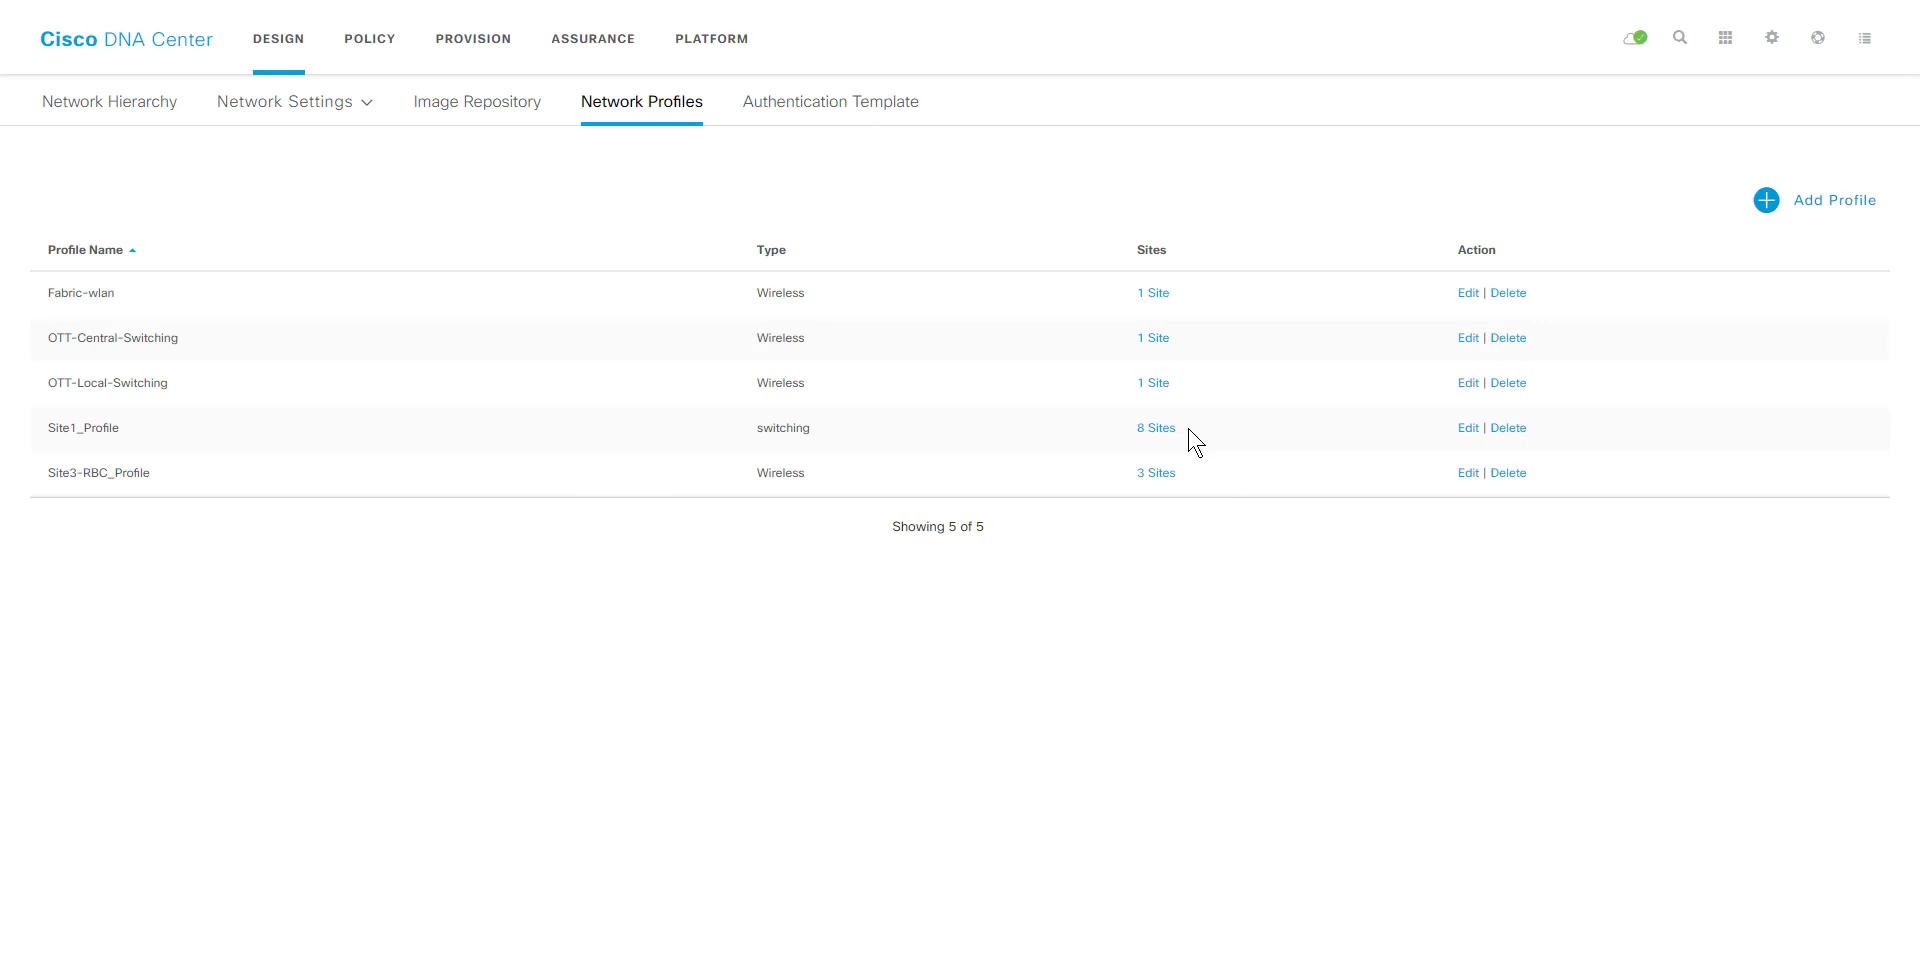 Cisco DNA Center DESIGN POLICY PROVISION ASSURANCE PLATFORM
Network Hierarchy Network Settings Image Repository Network Profiles Authentication Template
Add Profile
Profile Name Type Sites Action
Fabric-wlan Wireless 1 Site Edit | Delete
OTT-Central-Switching Wireless 1 Site Edit | Delete
OTT-Local-Switching Wireless 1 Site Edit | Delete
Site1_Profile switching 8 Sites Edit | Delete
Site3-RBC_Profile Wireless 3 Sites Edit | Delete
Showing 5 of 5